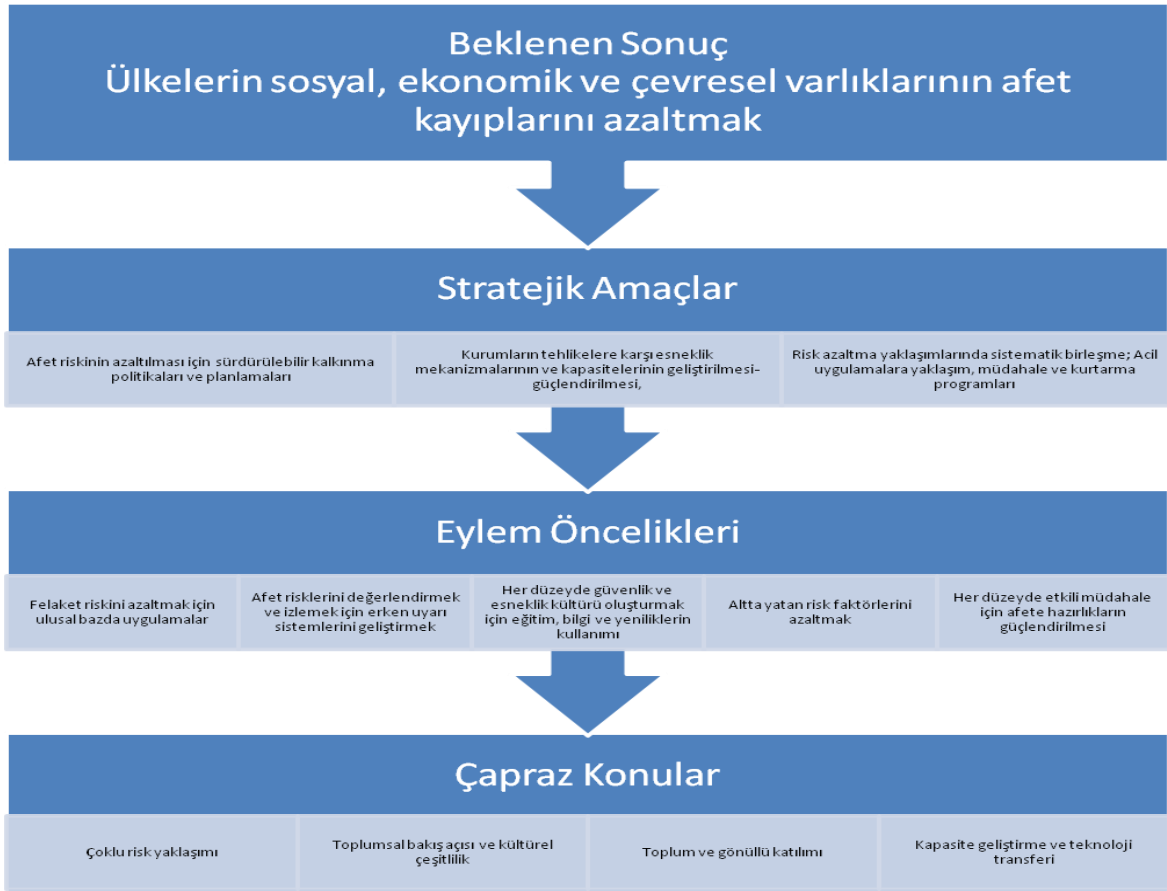 Beklenen Sonuç
Ülkelerin sosyal, ekonomik ve çevresel varlıklarının afet
kayıplarını azaltmak
Stratejik Amaçlar
Afet riskinin azaltılması için sürdürülebilir kalkınma
politikaları ve planlamaları
Kurumların tehlikelere karşı esneklik
mekanizmalarının ve kapasitelerinin geliştirilmesi-
güçlendirilmesi,
Risk azaltma yaklaşımlarında sistematik birleşme; Acil
uygulamalara yaklaşım, müdahale ve kurtarma
programları
Eylem Öncelikleri
Felaket riskini azaltmak için
ulusal bazda uygulamalar
Afet risklerini değerlendirmek
ve izlemek için erken uyarı
sistemlerini geliştirmek
Her düzeyde güvenlik ve
esneklik kültürü oluşturmak
için eğitim, bilgi ve yeniliklerin
kullanımı
Altta yatan risk faktörlerini
azaltmak
Her düzeyde etkili müdahale
için afete hazırlıkların
güçlendirilmesi
Çapraz Konular
Çoklu risk yaklaşımı
Toplumsal bakış açısı ve kültürel
çeşitlilik
Toplum ve gönüllü katılımı
Kapasite geliştirme ve teknoloji
transferi